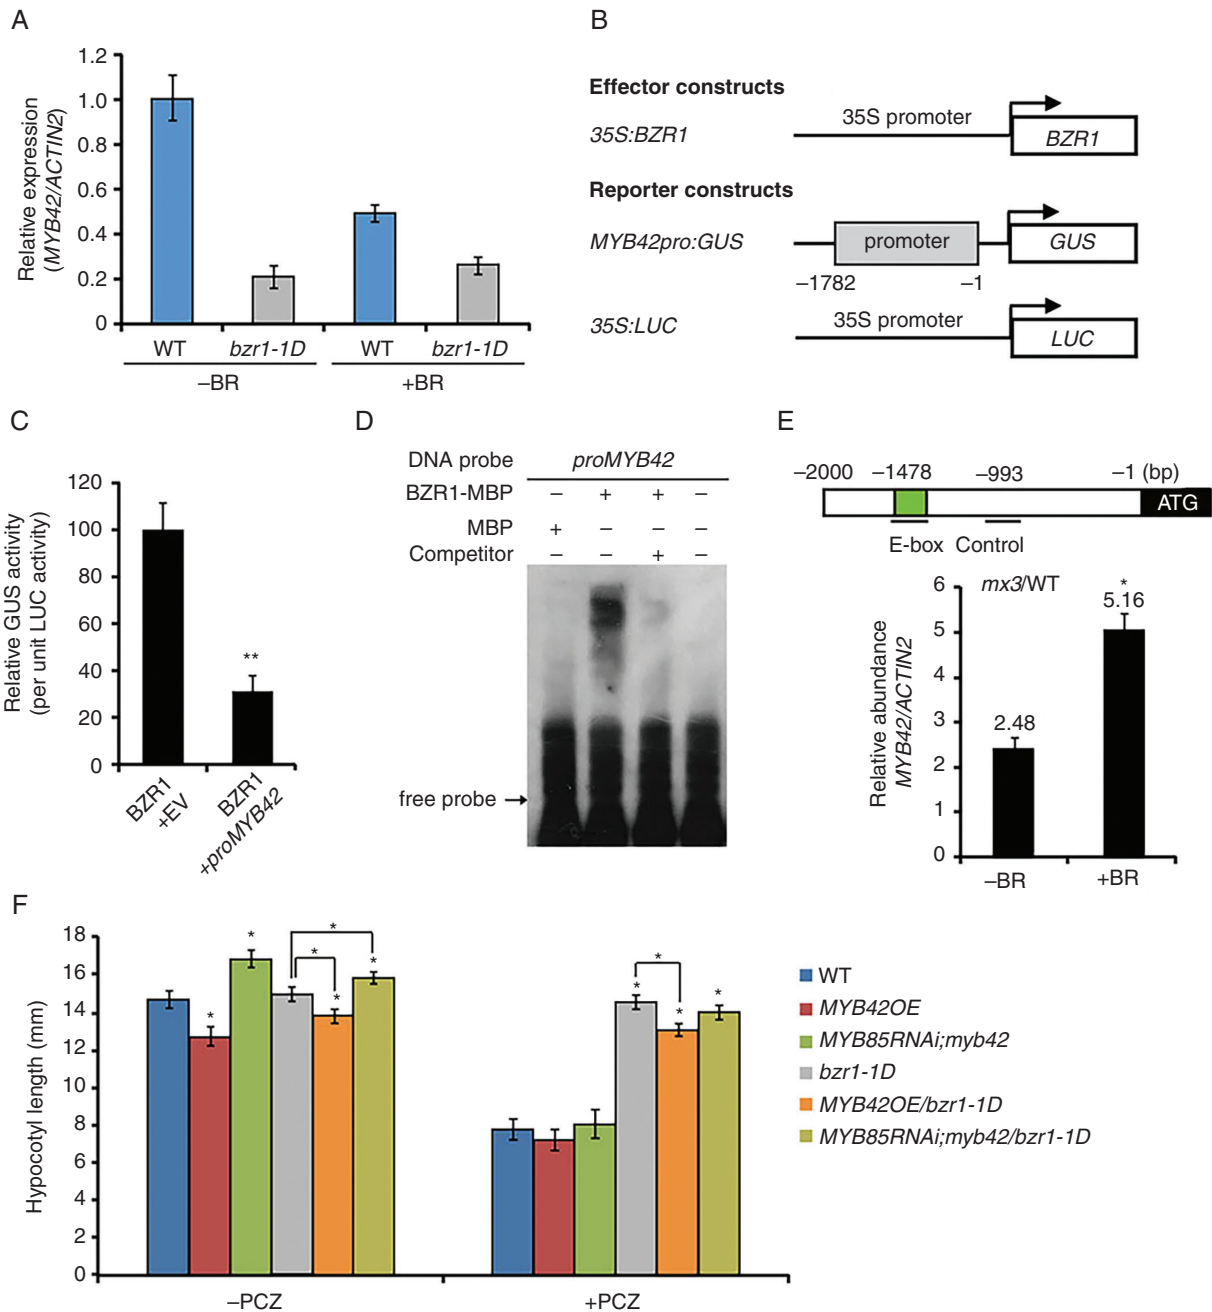 A
Relative expression
(MYB42/ACTIN2)
1.2
1.0
0.8
0.6
0.4
0.2
0
WT
bzr1-1D
WT
bzr1-1D
–BR
+BR
B
Effector constructs
35S:BZR1
35S promoter
BZR1
Reporter constructs
MYB42pro:GUS
promoter
GUS
–1782
–1
35S:LUC
35S promoter
LUC
C
Relative GUS activity
(per unit LUC activity)
120
100
80
60
40
20
0
**
BZR1
+EV
BZR1
+proMYB42
D
DNA probe
proMYB42
BZR1-MBP – + + –
MBP + – – –
Competitor – – + –
free probe
E
–2000 –1478 –993 –1 (bp)
ATG
E-box Control
Relative abundance
MYB42/ACTIN2
6
5
4
3
2
1
0
mx3/WT
*
5.16
2.48
–BR
+BR
F
Hypocotyl length (mm)
18
16
14
12
10
8
6
4
2
0
*
*
*
*
*
*
*
*
*
*
–PCZ
+PCZ
WT
MYB42OE
MYB85RNAi;myb42
bzr1-1D
MYB42OE/bzr1-1D
MYB85RNAi;myb42/bzr1-1D